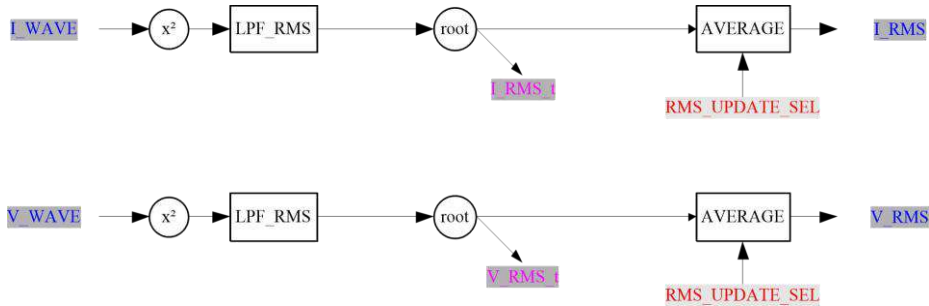 I_WAVE x² LPF_RMS root AVERAGE I_RMS
I_RMS_t
RMS_UPDATE_SEL
V_WAVE x² LPF_RMS root AVERAGE V_RMS
V_RMS_t
RMS_UPDATE_SEL